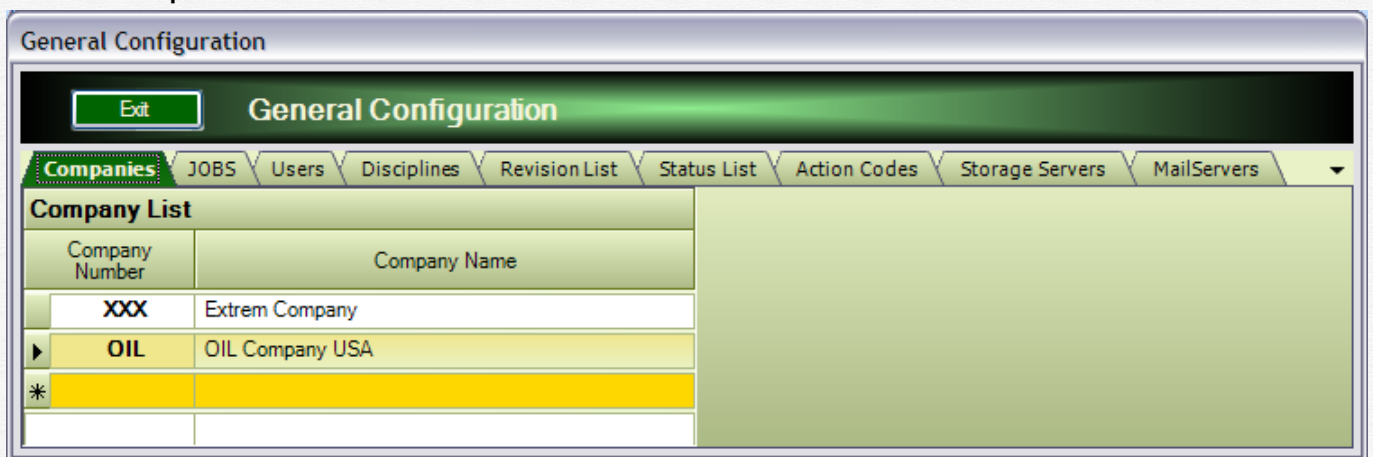 General Configuration
Exit General Configuration
Companies JOBS Users Disciplines Revision List Status List Action Codes Storage Servers MailServers
Company List
Company Number Company Name
XXX Extrem Company
OIL OIL Company USA
*